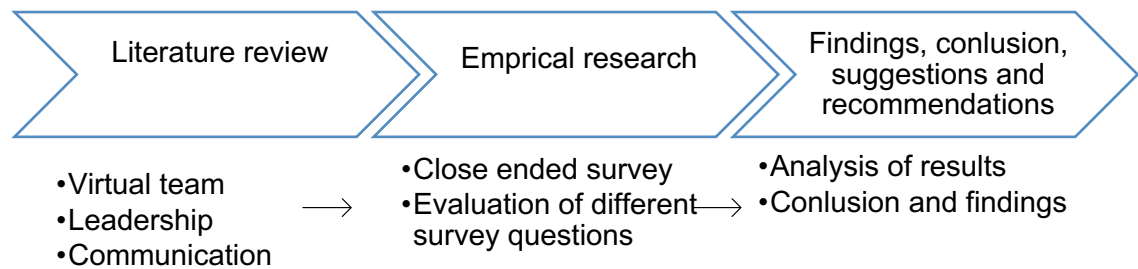 Literature review
Emprical research
Findings, conlusion,
suggestions and
recommendations
•Virtual team
•Leadership
•Communication
•Close ended survey
•Evaluation of different
survey questions
•Analysis of results
•Conlusion and findings